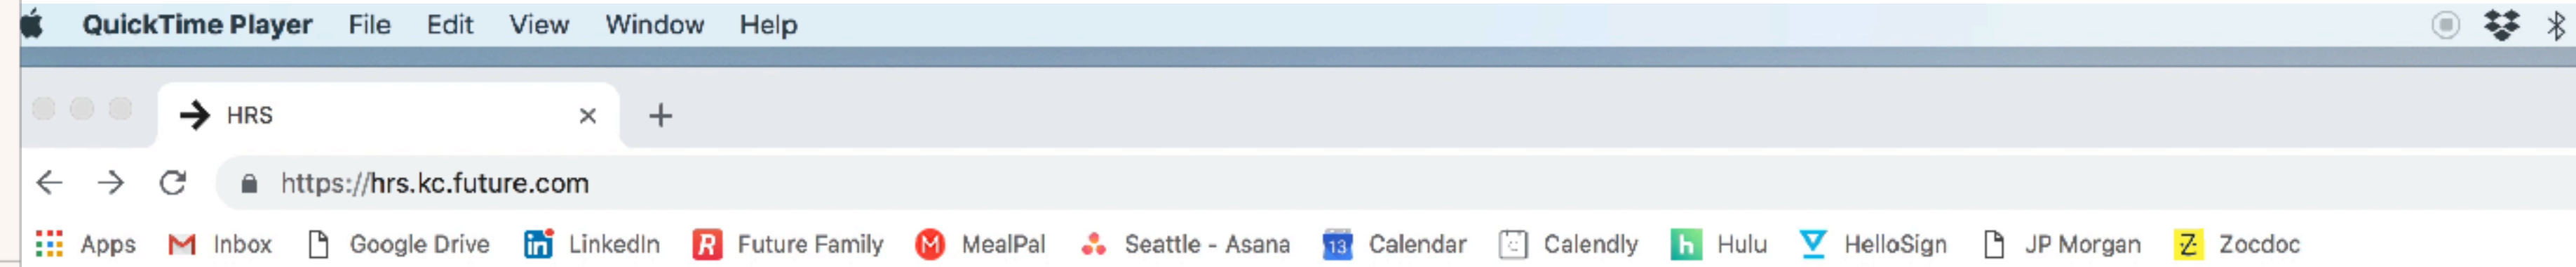 QuickTime Player File Edit View Window Help
HRS
https://hrs.kc.future.com
Apps Inbox Google Drive LinkedIn Future Family MealPal Seattle - Asana 13 Calendar Calendly Hulu HelloSign JP Morgan Zocdoc